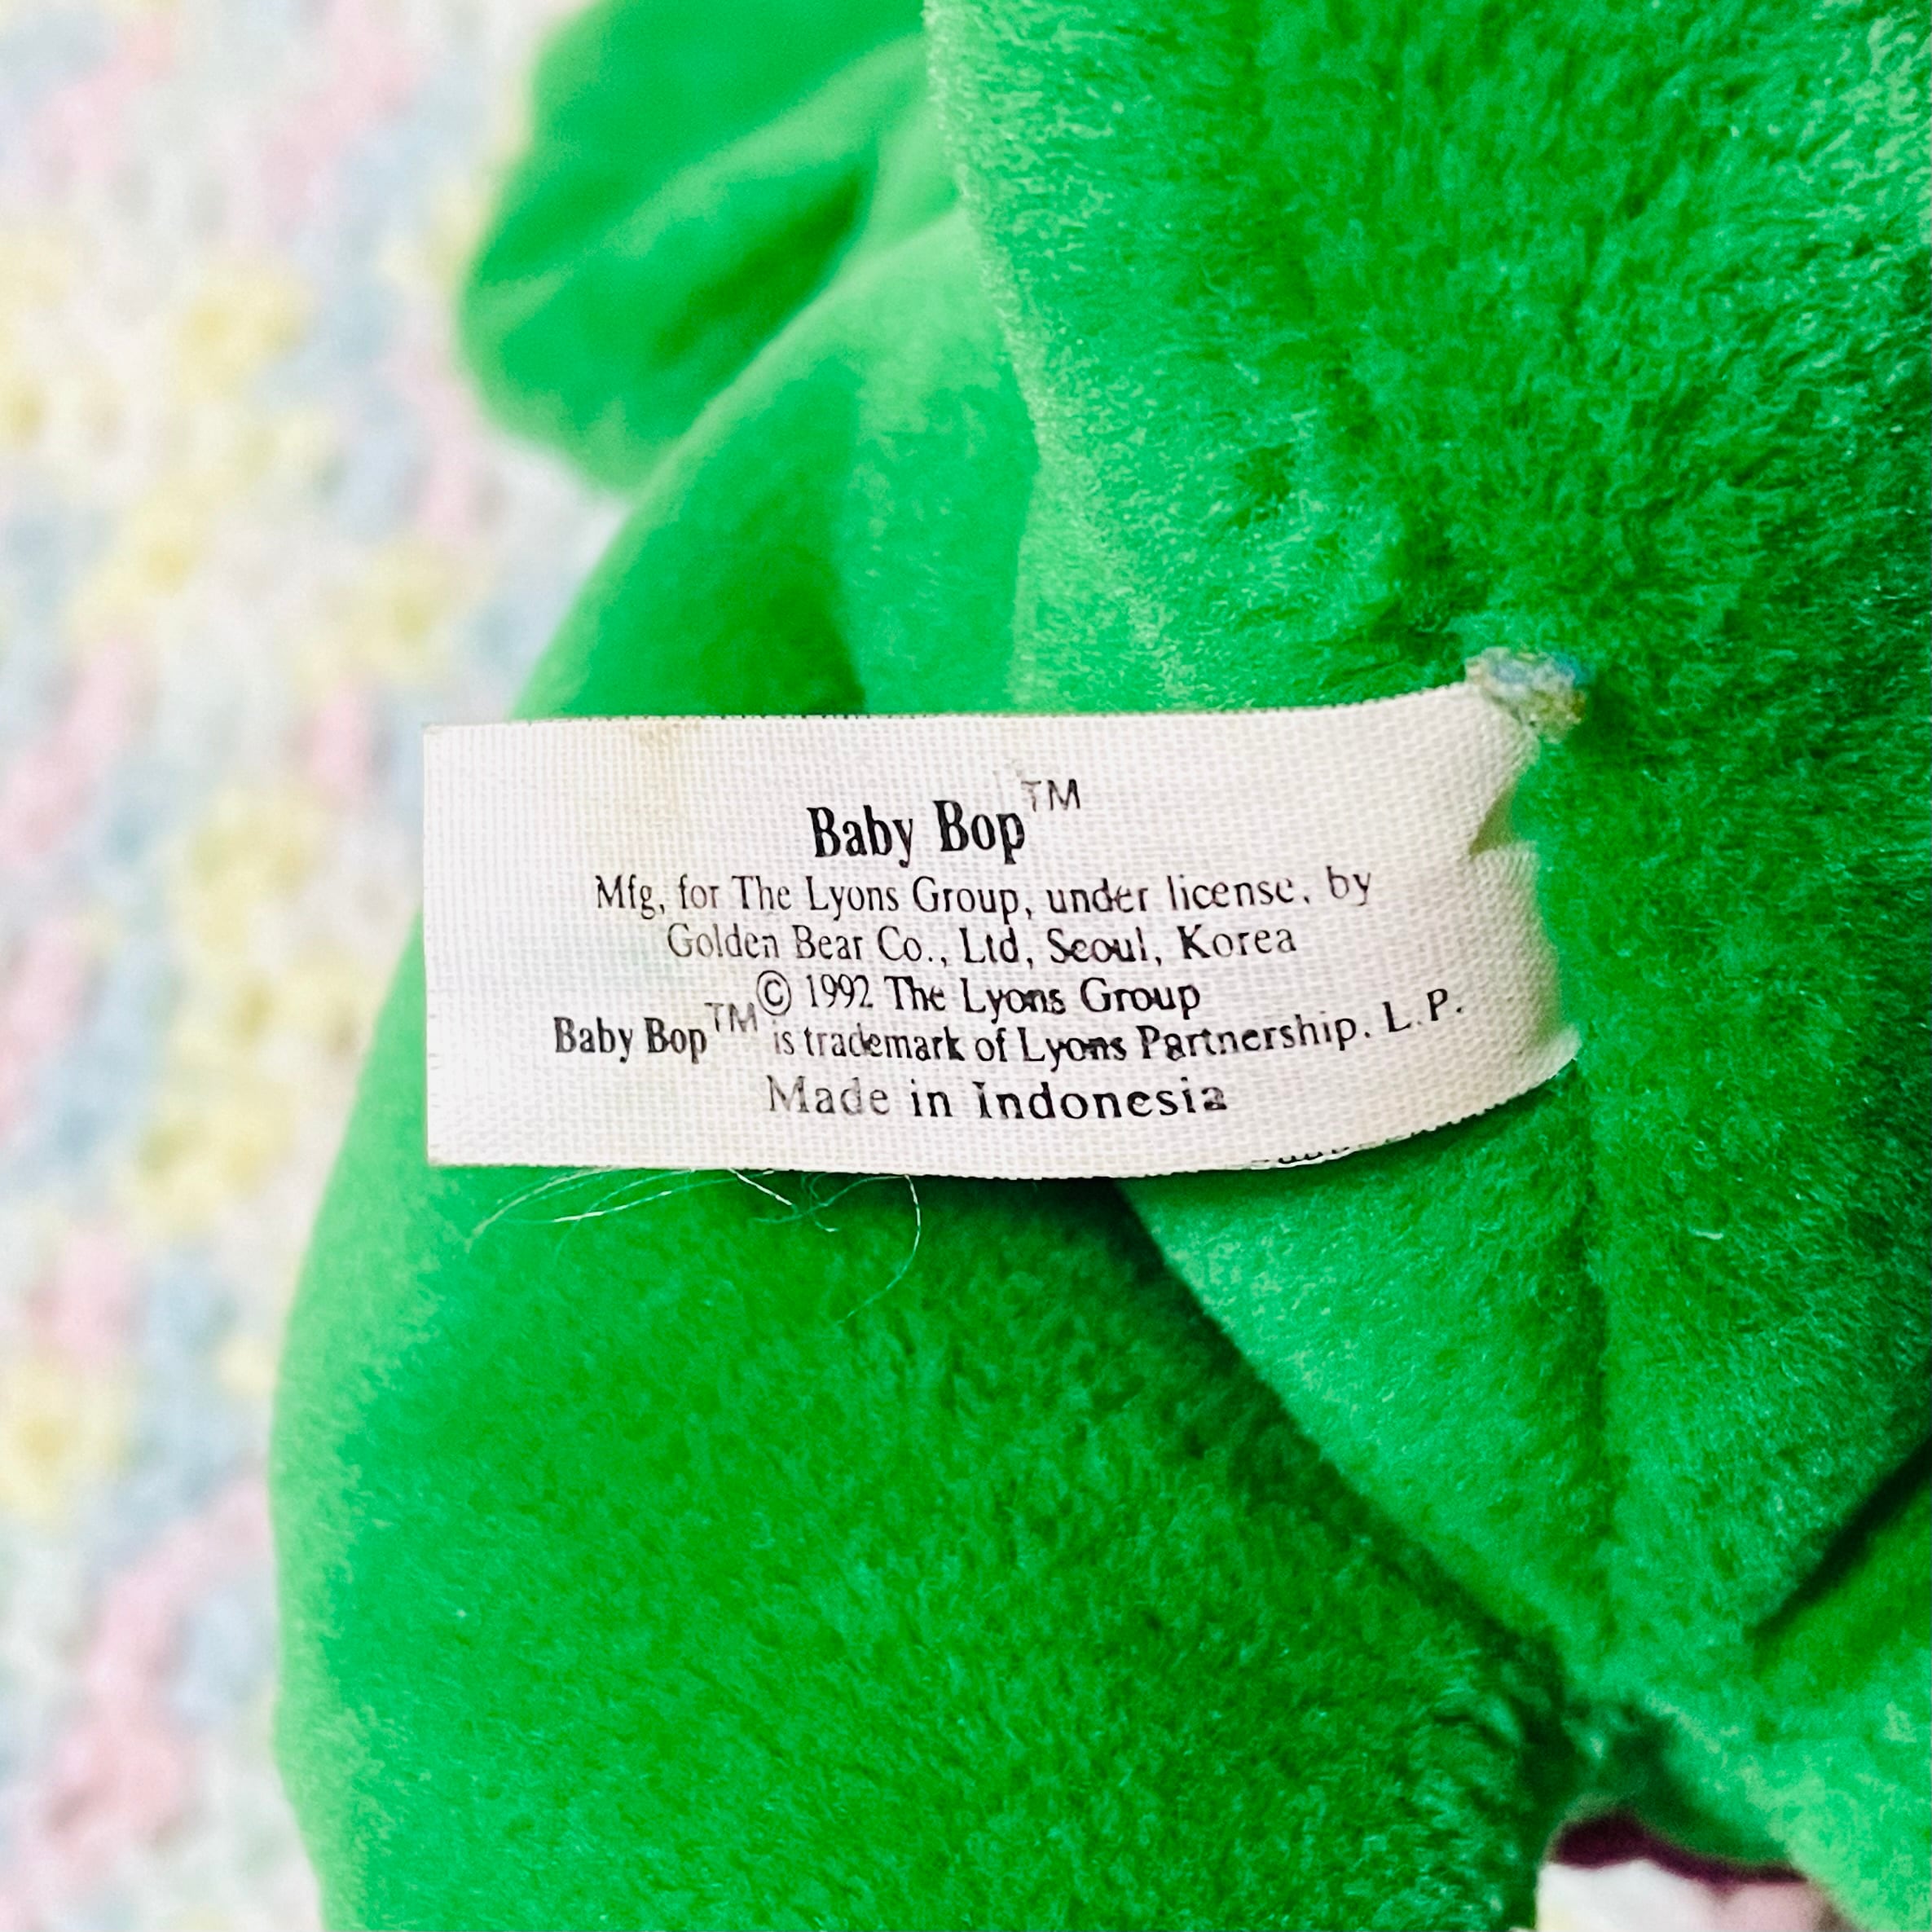 Baby Bop™
Mfg, for The Lyons Group, under license, by
Golden Bear Co., Ltd, Seoul, Korea
© 1992 The Lyons Group
Baby Bop™ is trademark of Lyons Partnership. L.P.
Made in Indonesia